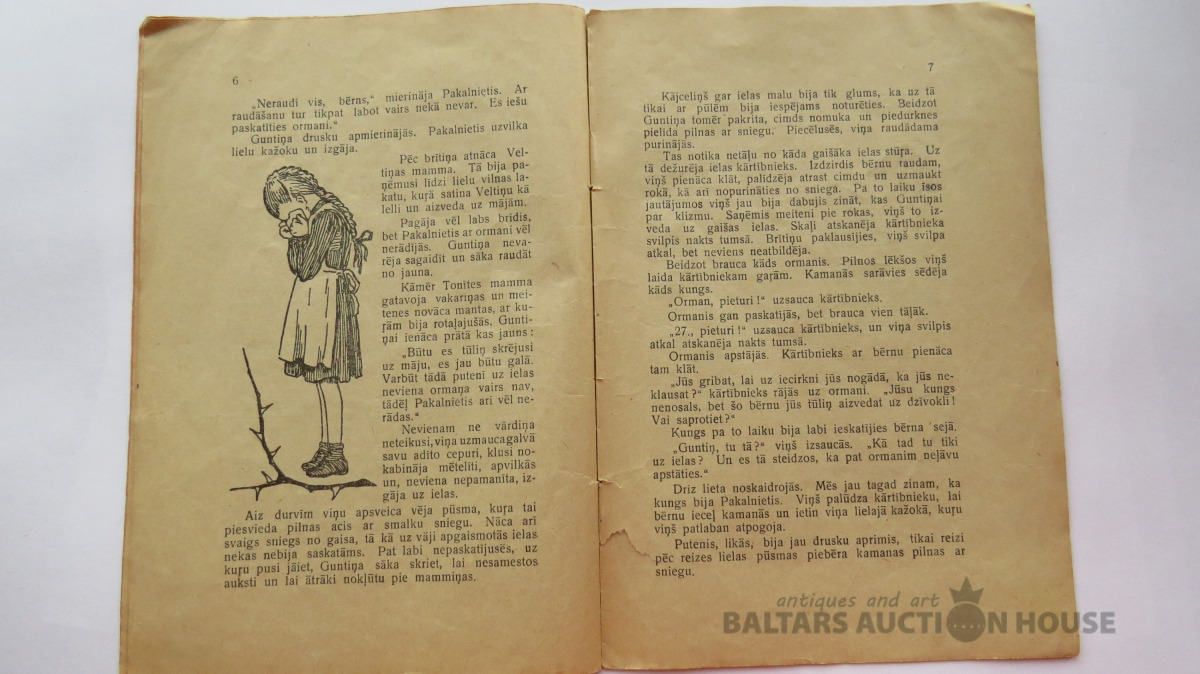 6
„Neraudi vis, bērns,“ mierināja Pakalnietis. Ar
raudāšanu tur tikpat labot vairs nekā nevar. Es iešu
paskatīties ormani.“
Guntiņa drusku apmierinājās. Pakalnietis uzvilka
lielu kažoku un izgāja.
Pēc brītiņa atnāca Vel-
tiņas mamma. Tā bija pa-
ņēmusi līdzi lielu vilnas la-
katu, kuŗā satina Veltiņu kā
lelli un aizveda uz mājām.
Pagāja vēl labs brīdis,
bet Pakalnietis ar ormani vēl
nerādījās. Guntiņa neva-
rēja sagaidīt un sāka raudāt
no jauna.
Kāmēr Tonītes mamma
gatavoja vakariņas un mei-
tenes novāca mantas, ar ku-
ŗām bija rotaļajušās, Gunti-
ņai ienāca prātā kas jauns:
„Būtu es tūliņ skrējusi
uz māju, es jau būtu galā.
Varbūt tādā putenī uz ielas
neviena ormaņa vairs nav,
tādēļ Pakalnietis arī vēl ne-
rādas.“
Nevienam ne vārdiņa
neteikusi, viņa uzmauca galvā
savu adīto cepuri, klusi no-
kabināja mētelīti, apvilkās
un, neviena nepamanīta, iz-
gāja uz ielas.
Aiz durvīm viņu apsveica vēja pūsma, kuŗa tai
piesvieda pilnas acis ar smalku sniegu. Nāca arī
svaigs sniegs no gaisa, tā kā uz vāji apgaismotās ielas
nekas nebija saskatāms. Pat labi nepaskatījusēs, uz
kuŗu pusi jāiet, Guntiņa sāka skriet, lai nesamestos
auksti un lai ātrāki nokļūtu pie mammiņas.
7
Kājceliņš gar ielas malu bija tik glums, ka uz tā
tikai ar pūlēm bija iespējams noturēties. Beidzot
Guntiņa tomēr pakrita, cimds nomuka un piedurknes
pielīda pilnas ar sniegu. Piecēlusēs, viņa raudādama
purinājās.
Tas notika netāļu no kāda gaišāka ielas stūŗa. Uz
tā dežurēja ielas kārtībnieks. Izdzirdis bērnu raudam,
viņš pienāca klāt, palīdzēja atrast cimdu un uzmaukt
rokā, kā arī nopurināties no sniega. Pa to laiku īsos
jautājumos viņš jau bija dabujis zināt, kas Guntiņai
par klizmu. Saņēmis meiteni pie rokas, viņš to iz-
veda uz gaišas ielas. Skaļi atskanēja kārtībnieka
svilpis nakts tumsā. Brītiņu paklausījies, viņš svilpa
atkal, bet neviens neatbildēja.
Beidzot brauca kāds ormanis. Pilnos lēkšos viņš
laida kārtībniekam gaŗām. Kamanās sarāvies sēdēja
kāds kungs.
„Orman, pieturi!“ uzsauca kārtībnieks.
Ormanis gan paskatījās, bet brauca vien tāļāk.
„27., pieturi!“ uzsauca kārtībnieks, un viņa svilpis
atkal atskanēja nakts tumsā.
Ormanis apstājās. Kārtībnieks ar bērnu pienāca
tam klāt.
„Jūs gribat, lai uz iecirkni jūs nogādā, ka jūs ne-
klausat?“ kārtībnieks rājās uz ormani. „Jūsu kungs
nenosals, bet šo bērnu jūs tūliņ aizvedat uz dzīvokli!
Vai saprotiet?“
Kungs pa to laiku bija labi ieskatījies bērna sejā.
„Guntiņ, tu tā?“ viņš izsaucās. „Kā tad tu tiki
uz ielas? Un es tā steidzos, ka pat ormanim neļāvu
apstāties.“
Drīz lieta noskaidrojās. Mēs jau tagad zinam, ka
kungs bija Pakalnietis. Viņš palūdza kārtībnieku, lai
bērnu ieceļ kamanās un ietin viņa lielajā kažokā, kuŗu
viņš patlaban atpogoja.
Putenis, likās, bija jau drusku aprimis, tikai reizi
pēc reizes lielas pūsmas piebēra kamanas pilnas ar
sniegu.
antiques and art
BALTARS AUCTION HOUSE